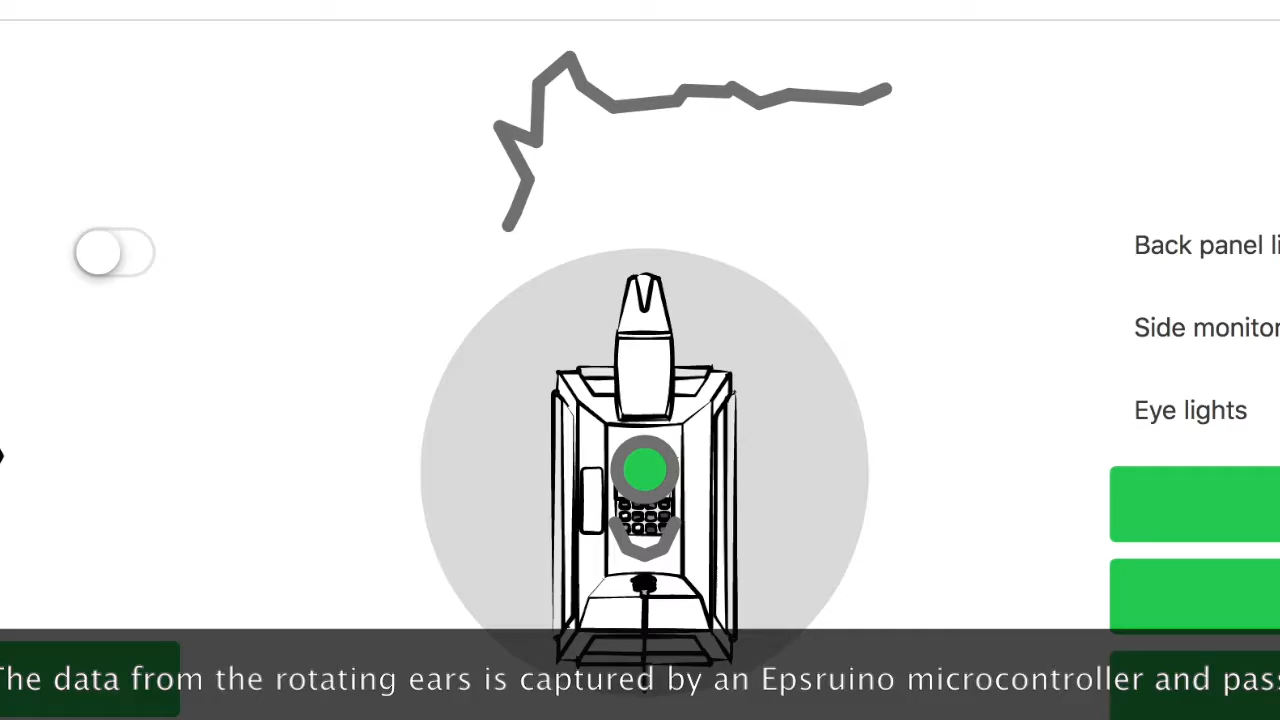 Back panel li
Side monitor
Eye lights
The data from the rotating ears is captured by an Epsruino microcontroller and pass